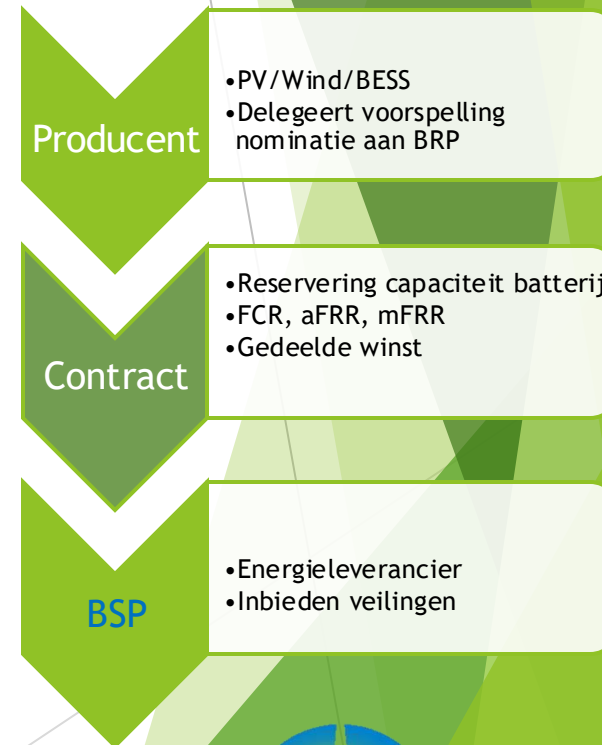 Producent
•PV/Wind/BESS
•Delegeert voorspelling
nominatie aan BRP
Contract
•Reservering capaciteit batterij
•FCR, aFRR, mFRR
•Gedeelde winst
BSP
•Energieleverancier
•Inbieden veilingen